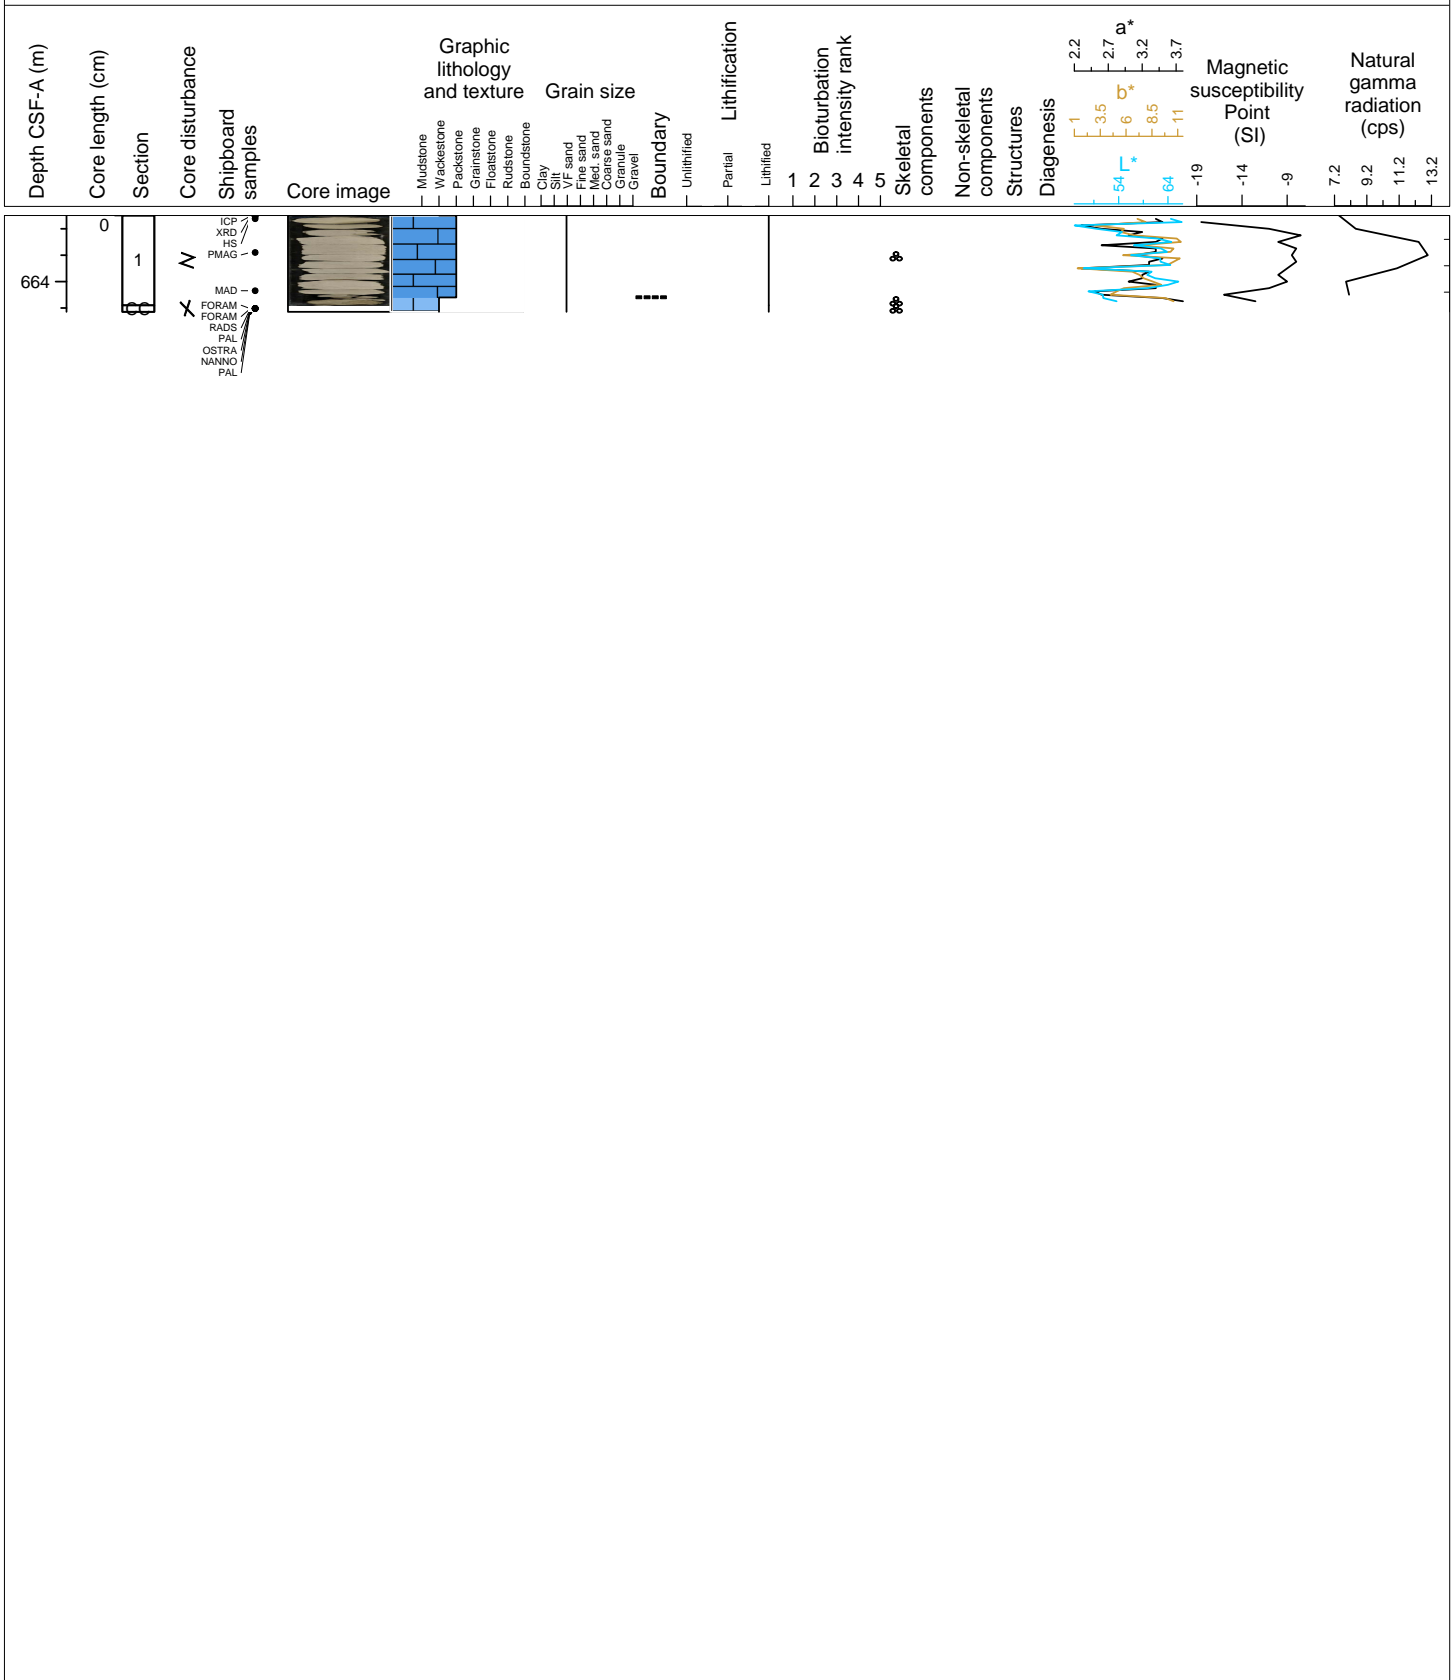 Depth CSF-A (m)
Core length (cm)
Section
Core disturbance
Shipboard
samples
Core image
Graphic
lithology
and texture
Mudstone
Wackestone
Packstone
Grainstone
Floatstone
Rudstone
Boundstone
Grain size
Clay
Silt
VF sand
Fine sand
Med. sand
Coarse sand
Granule
Gravel
Boundary
Lithification
Unlithified
Partial
Lithified
Bioturbation
intensity rank
1 2 3 4 5
Skeletal
components
Non-skeletal
components
Structures
Diagenesis
a*
2.2 2.7 3.2 3.7
b*
1 3.5 6 8.5 11
L*
54 64
Magnetic
susceptibility
Point
(SI)
-19 -14 -9
Natural
gamma
radiation
(cps)
7.2 9.2 11.2 13.2
0
664
1
CC
ICP
XRD
HS
PMAG
MAD
FORAM
FORAM
RADS
PAL
OSTRA
NANNO
PAL